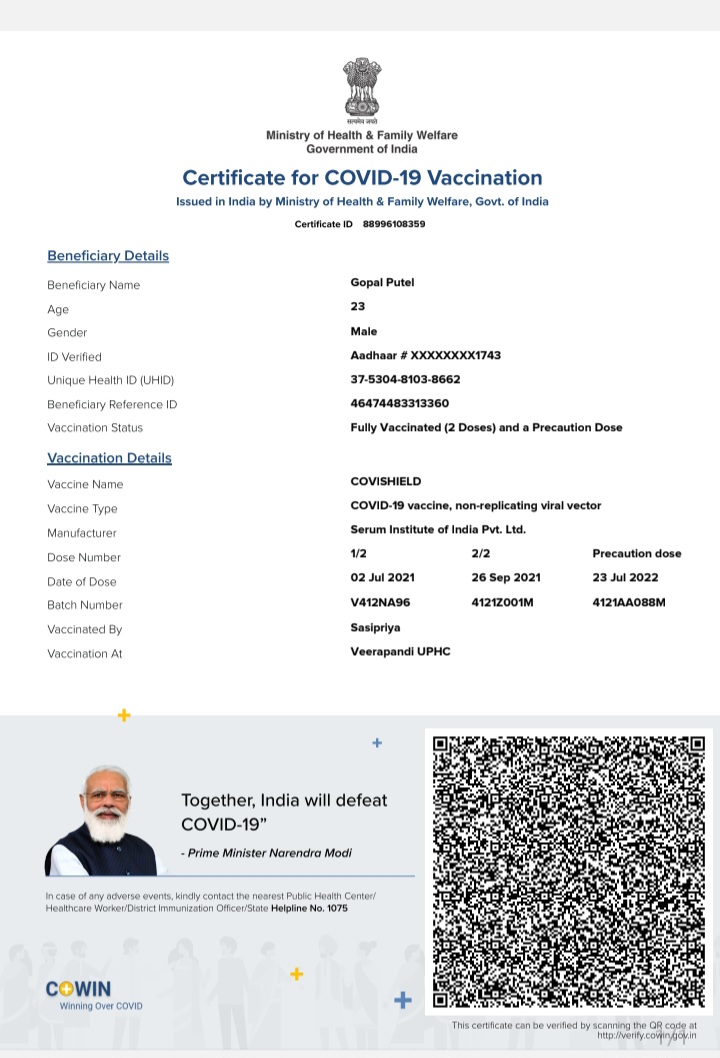 सत्यमेव जयते
Ministry of Health & Family Welfare
Government of India
Certificate for COVID-19 Vaccination
Issued in India by Ministry of Health & Family Welfare, Govt. of India
Certificate ID 88996108359
Beneficiary Details
Beneficiary Name Gopal Putel
Age 23
Gender Male
ID Verified Aadhaar # XXXXXXXX1743
Unique Health ID (UHID) 37-5304-8103-8662
Beneficiary Reference ID 46474483313360
Vaccination Status Fully Vaccinated (2 Doses) and a Precaution Dose
Vaccination Details
Vaccine Name COVISHIELD
Vaccine Type COVID-19 vaccine, non-replicating viral vector
Manufacturer Serum Institute of India Pvt. Ltd.
Dose Number 1/2 2/2 Precaution dose
Date of Dose 02 Jul 2021 26 Sep 2021 23 Jul 2022
Batch Number V412NA96 4121Z001M 4121AA088M
Vaccinated By Sasipriya
Vaccination At Veerapandi UPHC
Together, India will defeat
COVID-19”
- Prime Minister Narendra Modi
In case of any adverse events, kindly contact the nearest Public Health Center/
Healthcare Worker/District Immunization Officer/State Helpline No. 1075
COWIN
Winning Over COVID
This certificate can be verified by scanning the QR code at
http://verify.cowin.gov.in
1/1